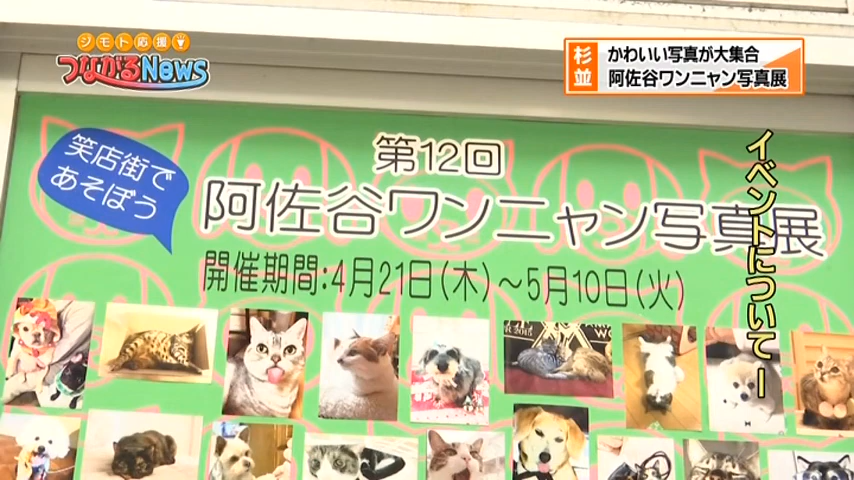 ジモト応援
つながるNEWS
杉並
かわいい写真が大集合
阿佐谷ワンニャン写真展
笑店街で
あそぼう
第12回
阿佐谷ワンニャン写真展
開催期間:4月21日(木)～5月10日(火)
イベントについてー